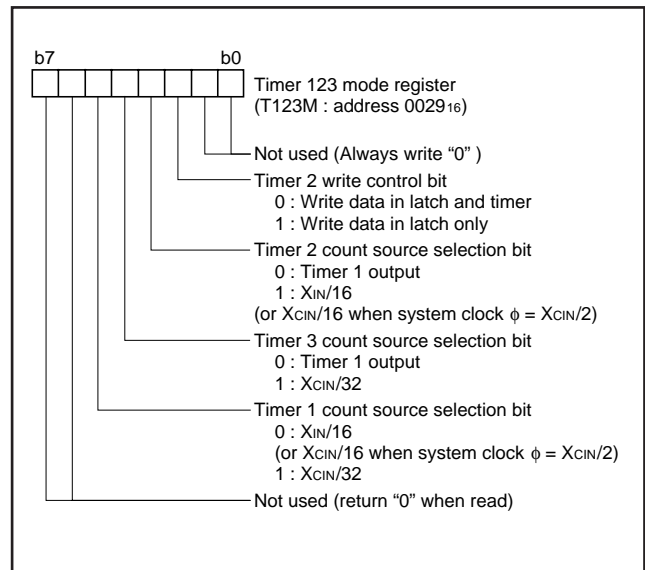 b7 b0
Timer 123 mode register
(T123M : address 002916)
Not used (Always write “0” )
Timer 2 write control bit
0 : Write data in latch and timer
1 : Write data in latch only
Timer 2 count source selection bit
0 : Timer 1 output
1 : XIN/16
(or XCIN/16 when system clock ϕ = XCIN/2)
Timer 3 count source selection bit
0 : Timer 1 output
1 : XCIN/32
Timer 1 count source selection bit
0 : XIN/16
(or XCIN/16 when system clock ϕ = XCIN/2)
1 : XCIN/32
Not used (return “0” when read)